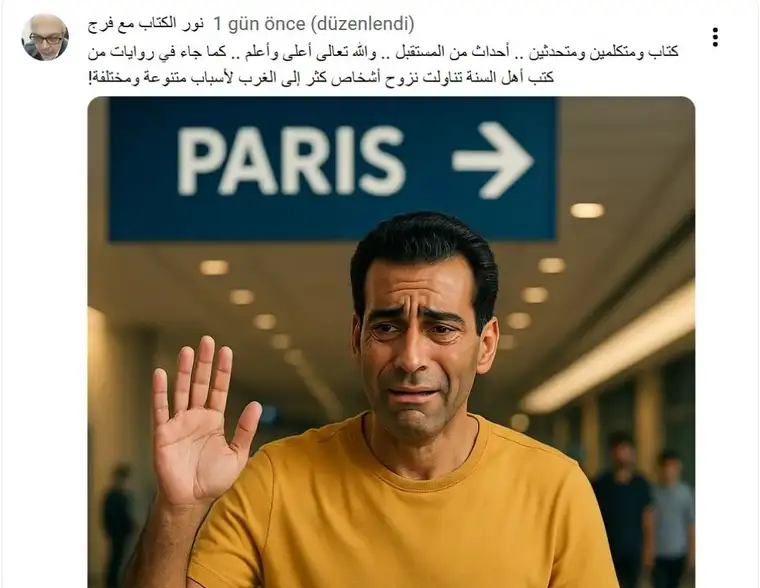 نور الكتاب مع فرج 1 gün önce (düzenlendi)
كتاب ومتكلمين ومتحدثين .. أحداث من المستقبل .. والله تعالى أعلى وأعلم .. كما جاء في روايات من
كتب أهل السنة تناولت نزوح أشخاص كثر إلى الغرب لأسباب متنوعة ومختلفة!
PARIS →